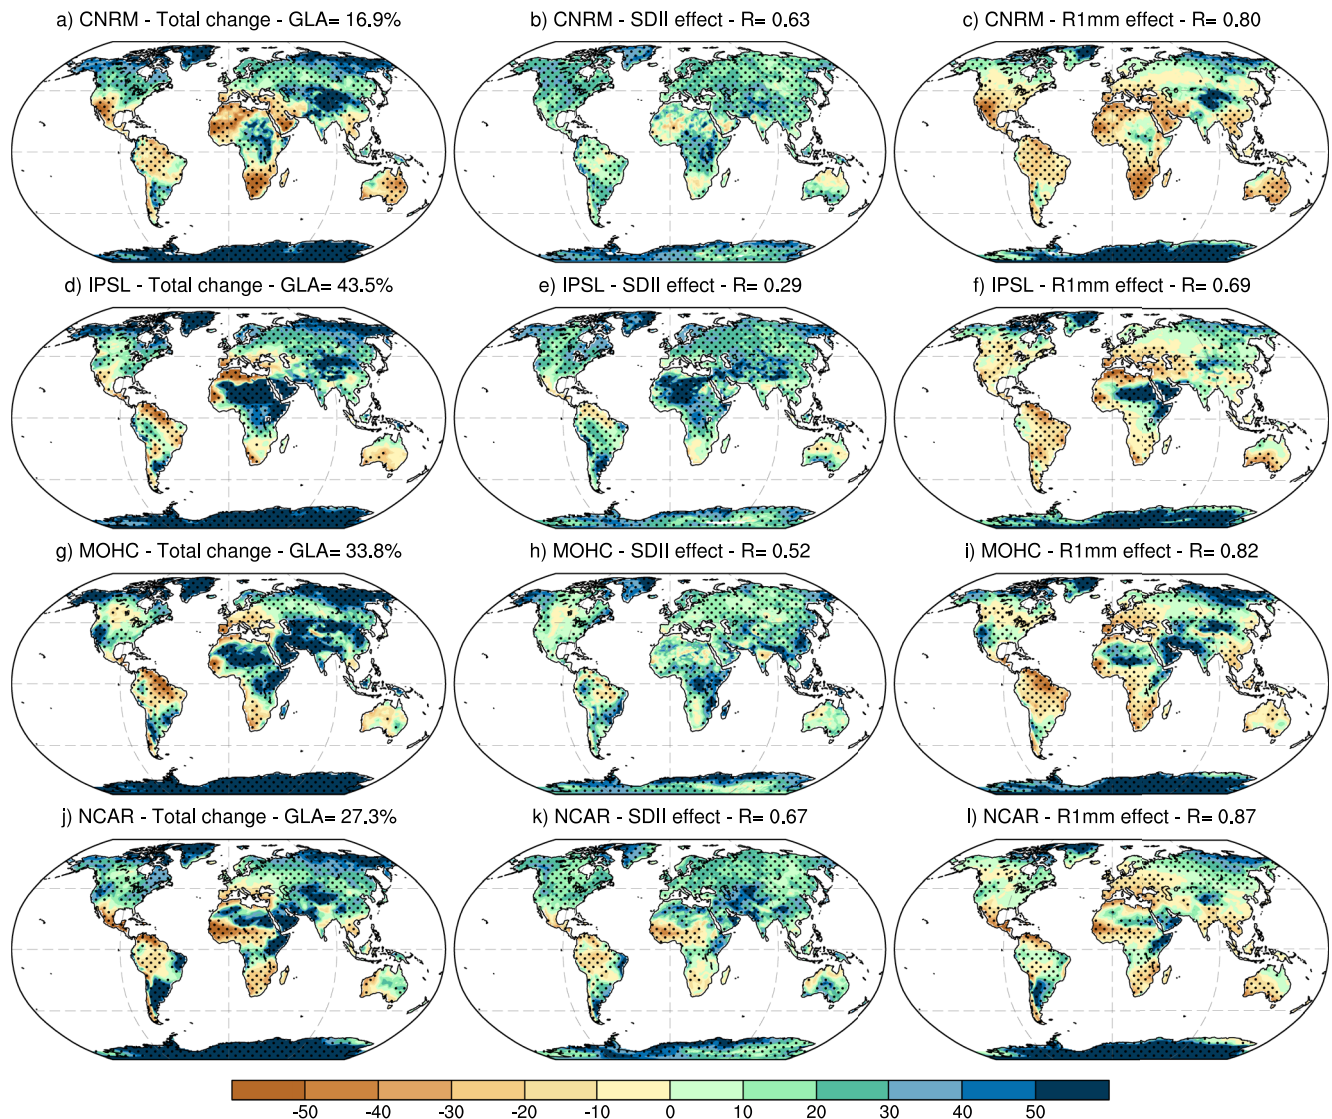 a) CNRM - Total change - GLA= 16.9%
b) CNRM - SDII effect - R= 0.63
c) CNRM - R1mm effect - R= 0.80
d) IPSL - Total change - GLA= 43.5%
e) IPSL - SDII effect - R= 0.29
f) IPSL - R1mm effect - R= 0.69
g) MOHC - Total change - GLA= 33.8%
h) MOHC - SDII effect - R= 0.52
i) MOHC - R1mm effect - R= 0.82
j) NCAR - Total change - GLA= 27.3%
k) NCAR - SDII effect - R= 0.67
l) NCAR - R1mm effect - R= 0.87
-50 -40 -30 -20 -10 0 10 20 30 40 50